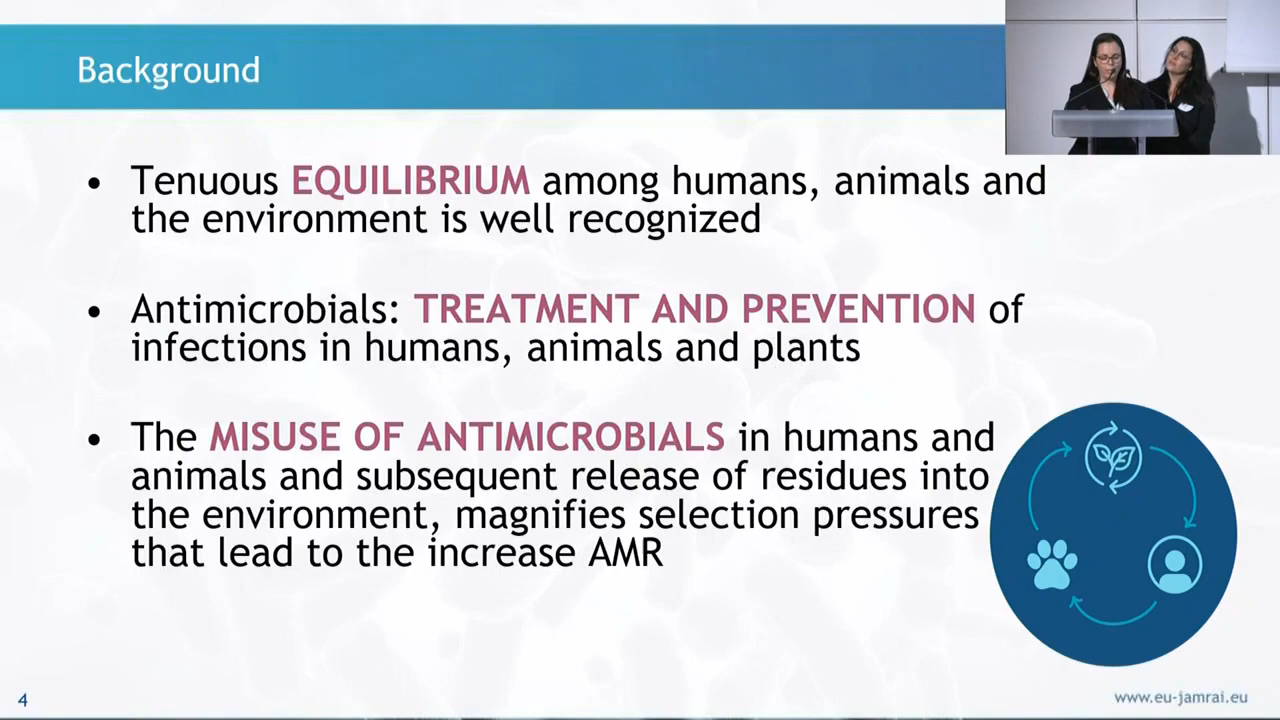 Background
• Tenuous EQUILIBRIUM among humans, animals and
the environment is well recognized
• Antimicrobials: TREATMENT AND PREVENTION of
infections in humans, animals and plants
• The MISUSE OF ANTIMICROBIALS in humans and
animals and subsequent release of residues into
the environment, magnifies selection pressures
that lead to the increase AMR
4
www.eu-jamrai.eu